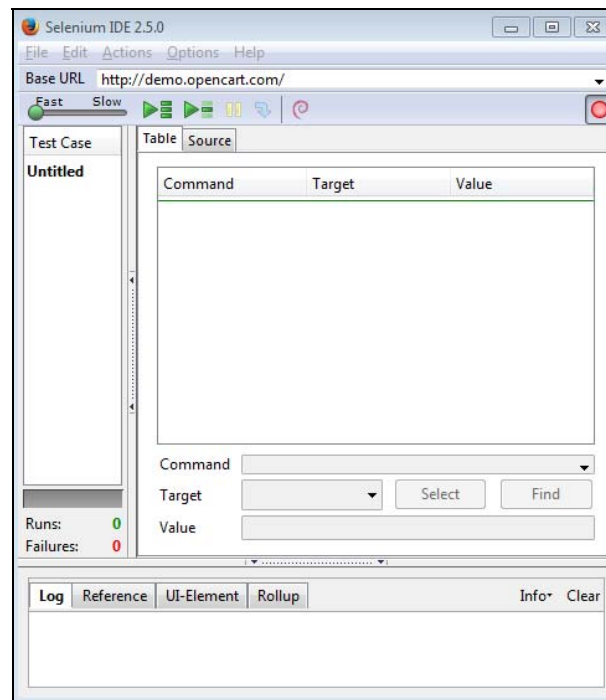 Selenium IDE 2.5.0
File Edit Actions Options Help
Base URL http://demo.opencart.com/
Fast Slow
Test Case
Table Source
Untitled
Command Target Value
Command
Target Select Find
Value
Runs: 0
Failures: 0
Log Reference UI-Element Rollup Info Clear